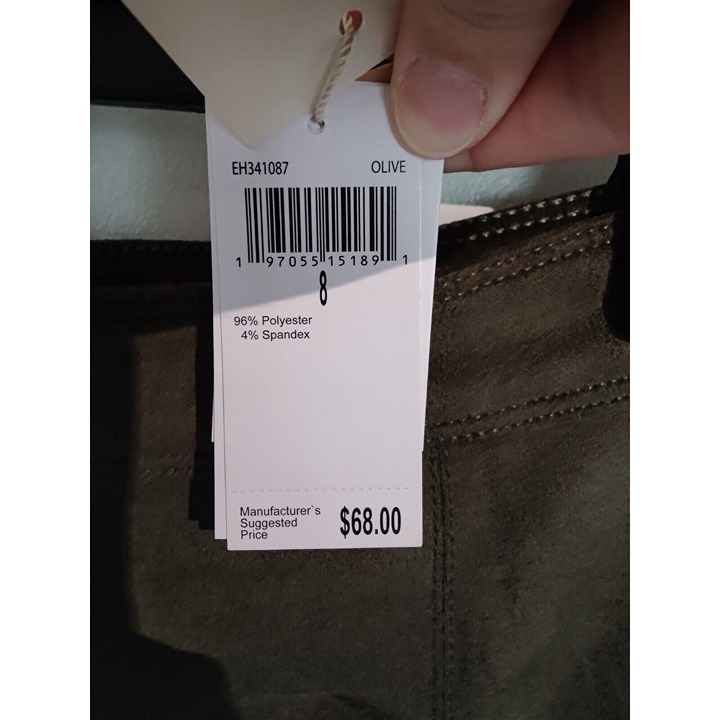 EH341087 OLIVE
1 97055 15189 1
8
96% Polyester
4% Spandex
Manufacturer`s
Suggested
Price
$68.00